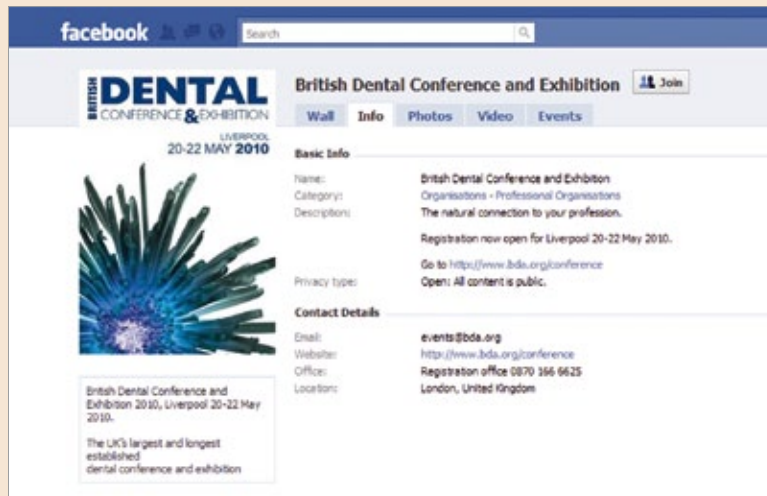 facebook
Search
BRITISH
DENTAL
CONFERENCE & EXHIBITION
LIVERPOOL
20-22 MAY 2010
British Dental Conference and
Exhibition 2010, Liverpool 20-22 May
2010.
The UK's largest and longest
established
dental conference and exhibition
British Dental Conference and Exhibition
Join
Wall Info Photos Video Events
Basic Info
Name: British Dental Conference and Exhibition
Category: Organisations - Professional Organisations
Description: The natural connection to your profession.
Registration now open for Liverpool 20-22 May 2010.
Go to http://www.bda.org/conference
Privacy type: Open: All content is public.
Contact Details
Email: events@bda.org
Website: http://www.bda.org/conference
Office: Registration office 0870 166 6625
Location: London, United Kingdom